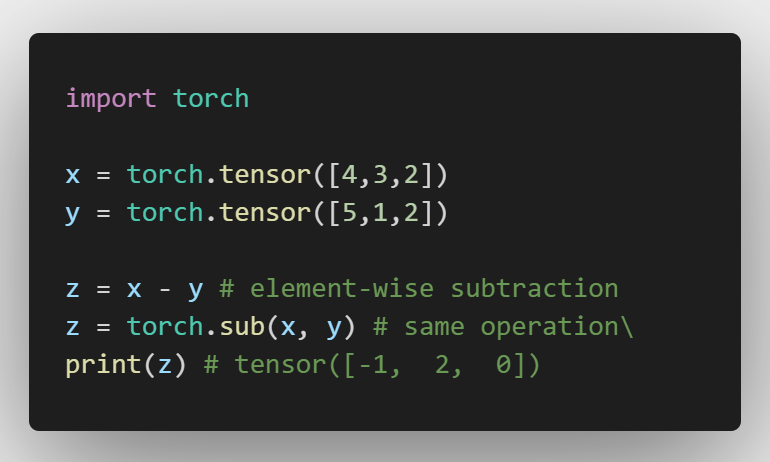 import torch
x = torch.tensor([4,3,2])
y = torch.tensor([5,1,2])
z = x - y # element-wise subtraction
z = torch.sub(x, y) # same operation\
print(z) # tensor([-1,  2,  0])